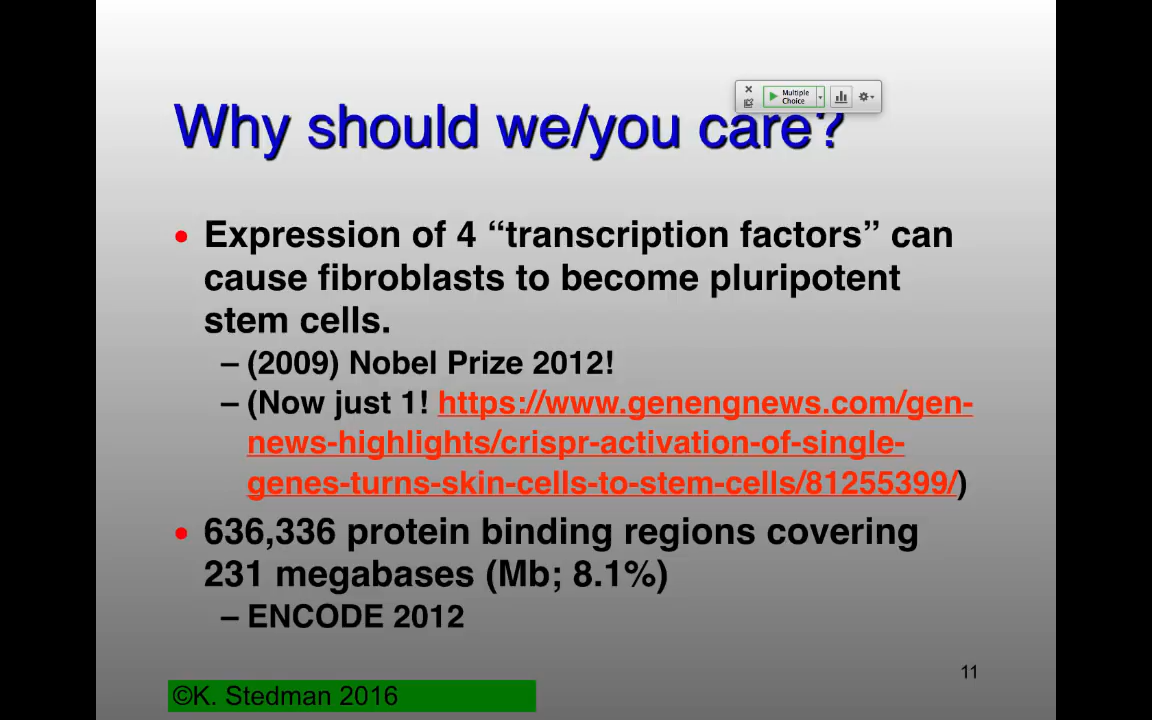 Multiple
Choice
Why should we/you care?
• Expression of 4 “transcription factors” can
cause fibroblasts to become pluripotent
stem cells.
– (2009) Nobel Prize 2012!
– (Now just 1! https://www.genengnews.com/gen-
news-highlights/crispr-activation-of-single-
genes-turns-skin-cells-to-stem-cells/81255399/)
• 636,336 protein binding regions covering
231 megabases (Mb; 8.1%)
– ENCODE 2012
11
©K. Stedman 2016